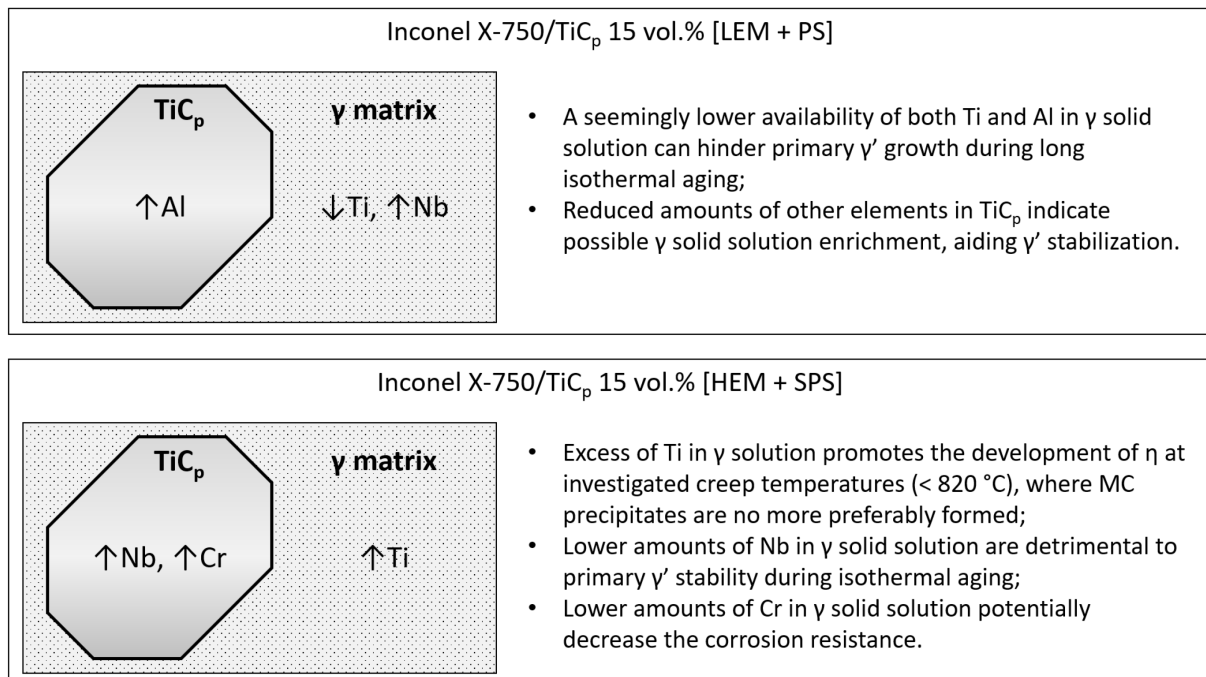 Inconel X-750/TiCp 15 vol.% [LEM + PS]
TiCp
γ matrix
↑Al
↓Ti, ↑Nb
• A seemingly lower availability of both Ti and Al in γ solid
solution can hinder primary γ’ growth during long
isothermal aging;
• Reduced amounts of other elements in TiCp indicate
possible γ solid solution enrichment, aiding γ’ stabilization.
Inconel X-750/TiCp 15 vol.% [HEM + SPS]
TiCp
γ matrix
↑Nb, ↑Cr
↑Ti
• Excess of Ti in γ solution promotes the development of η at
investigated creep temperatures (< 820 °C), where MC
precipitates are no more preferably formed;
• Lower amounts of Nb in γ solid solution are detrimental to
primary γ’ stability during isothermal aging;
• Lower amounts of Cr in γ solid solution potentially
decrease the corrosion resistance.